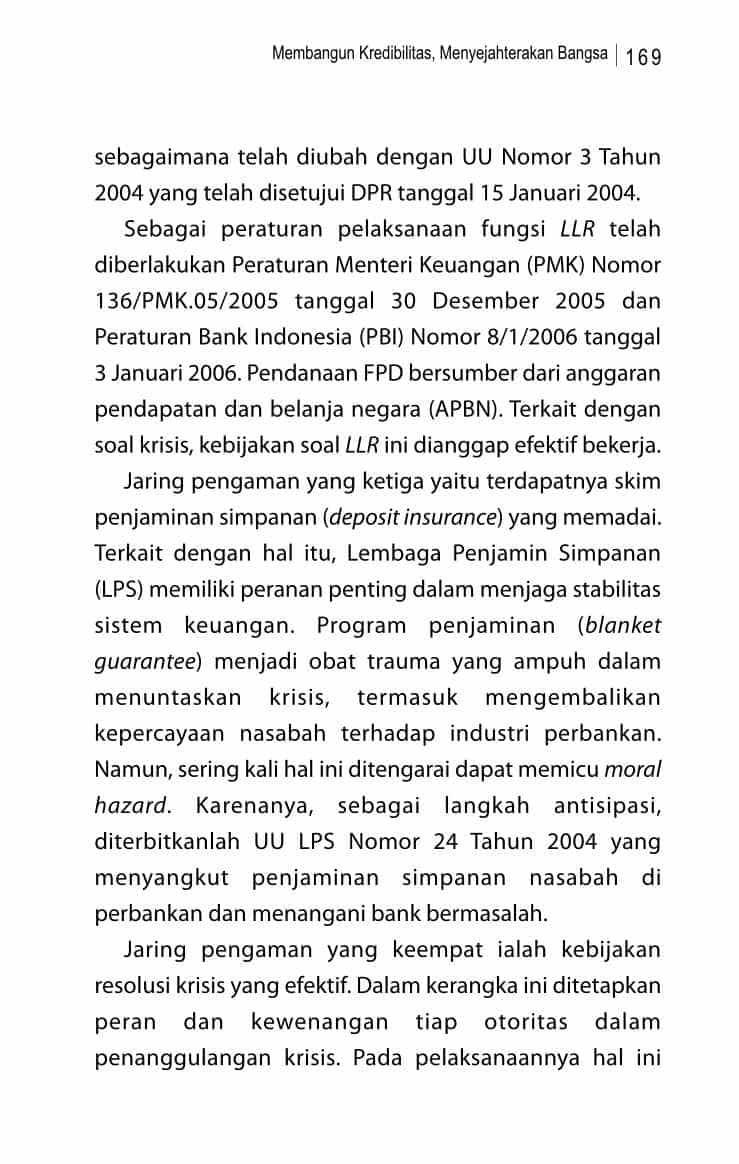 Membangun Kredibilitas, Menyejahterakan Bangsa | 169
sebagaimana telah diubah dengan UU Nomor 3 Tahun
2004 yang telah disetujui DPR tanggal 15 Januari 2004.
Sebagai peraturan pelaksanaan fungsi LLR telah
diberlakukan Peraturan Menteri Keuangan (PMK) Nomor
136/PMK.05/2005 tanggal 30 Desember 2005 dan
Peraturan Bank Indonesia (PBI) Nomor 8/1/2006 tanggal
3 Januari 2006. Pendanaan FPD bersumber dari anggaran
pendapatan dan belanja negara (APBN). Terkait dengan
soal krisis, kebijakan soal LLR ini dianggap efektif bekerja.
Jaring pengaman yang ketiga yaitu terdapatnya skim
penjaminan simpanan (deposit insurance) yang memadai.
Terkait dengan hal itu, Lembaga Penjamin Simpanan
(LPS) memiliki peranan penting dalam menjaga stabilitas
sistem keuangan. Program penjaminan (blanket
guarantee) menjadi obat trauma yang ampuh dalam
menuntaskan krisis, termasuk mengembalikan
kepercayaan nasabah terhadap industri perbankan.
Namun, sering kali hal ini ditengarai dapat memicu moral
hazard. Karenanya, sebagai langkah antisipasi,
diterbitkanlah UU LPS Nomor 24 Tahun 2004 yang
menyangkut penjaminan simpanan nasabah di
perbankan dan menangani bank bermasalah.
Jaring pengaman yang keempat ialah kebijakan
resolusi krisis yang efektif. Dalam kerangka ini ditetapkan
peran dan kewenangan tiap otoritas dalam
penanggulangan krisis. Pada pelaksanaannya hal ini